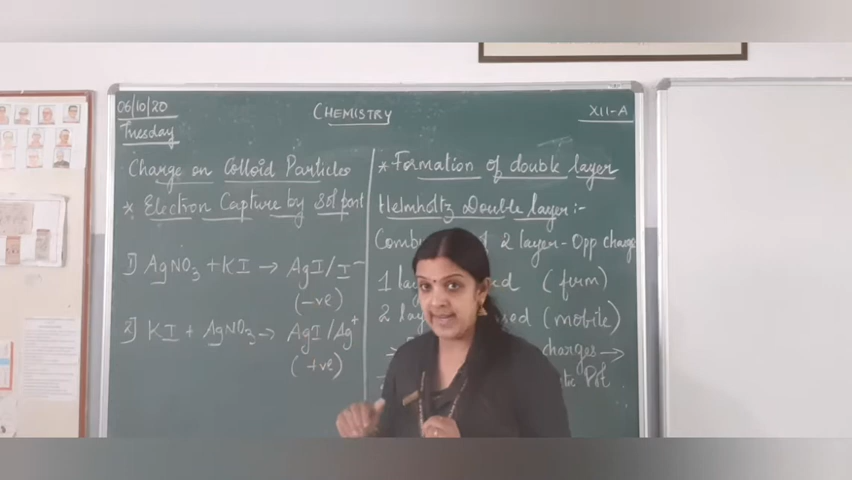 06/10/20
Tuesday
CHEMISTRY
XII-A
Charge on Colloid Particles
* Electron Capture by Sol part
1) AgNO3 + KI → AgI/I⁻
(-ve)
2] KI + AgNO3 → AgI/Ag⁺
(+ve)
* Formation of double layer
Helmholtz Double layer :-
2 layer - Opp charge
1 (firm)
2 (mobile)
charges →
Pot